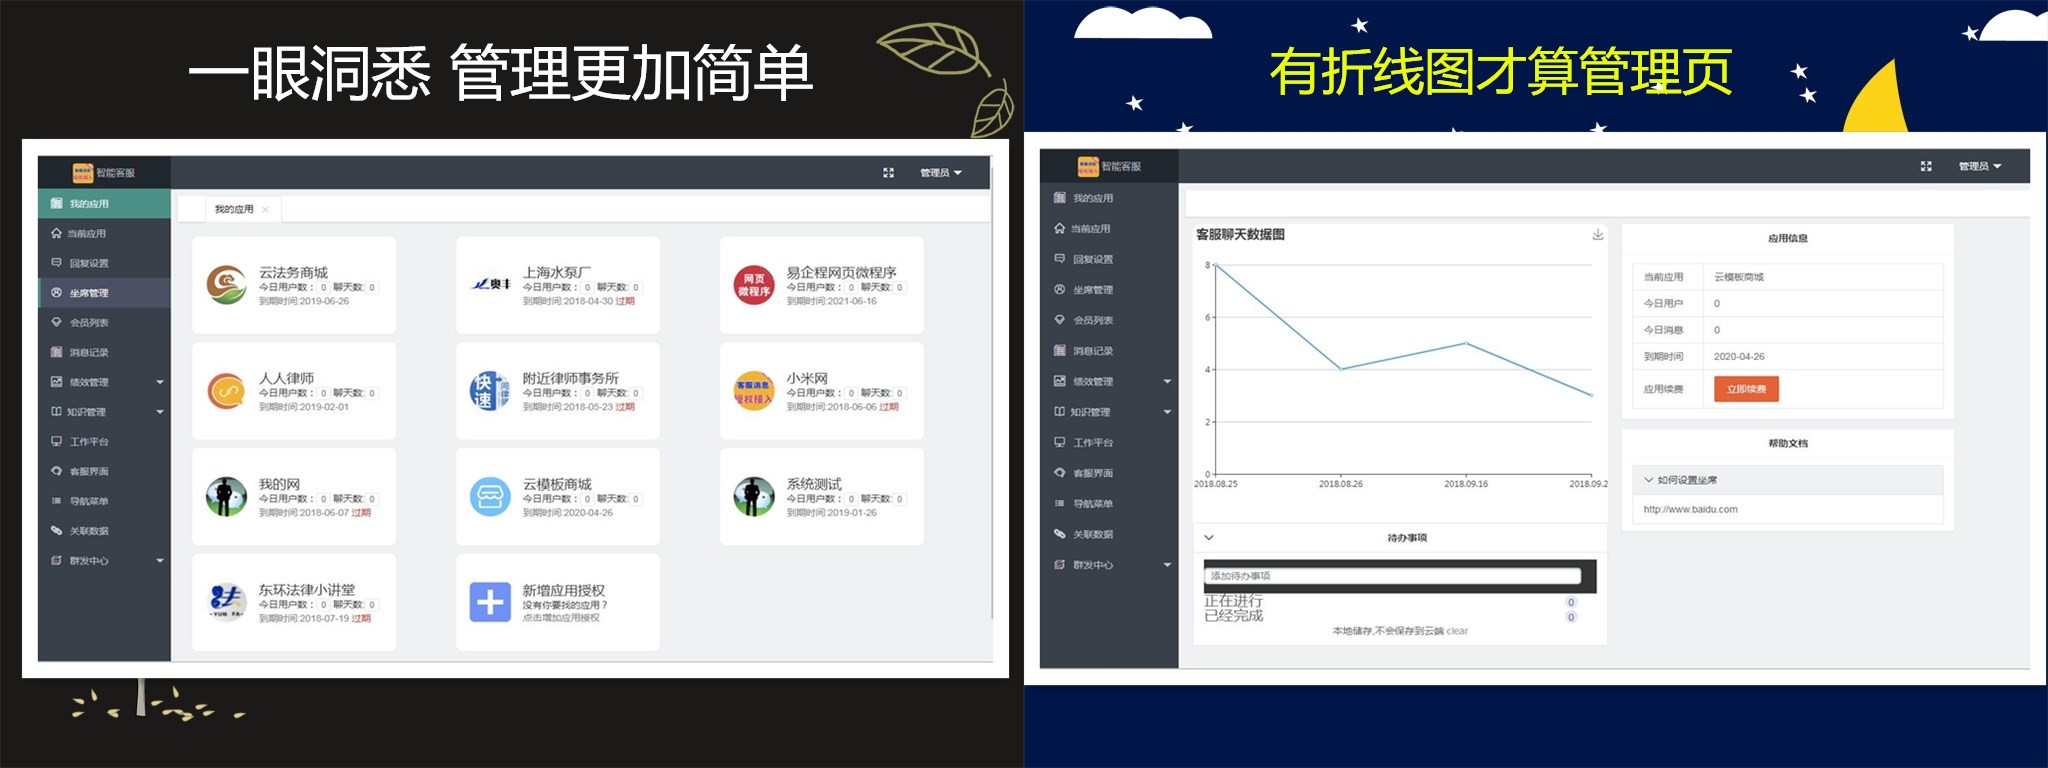 一眼洞悉 管理更加简单
智能客服
管理员
我的应用
当前应用
回复设置
坐席管理
会员列表
消息记录
绩效管理
知识管理
工作平台
客服界面
导航菜单
关联数据
群发中心
我的应用
云法务商城
今日用户数： 0 聊天数: 0
到期时间:2019-06-26
奥丰
上海水泵厂
今日用户数： 0 聊天数: 0
到期时间:2018-04-30 过期
网页
微程序
易企程网页微程序
今日用户数： 0 聊天数: 0
到期时间:2021-06-16
人人律师
今日用户数： 0 聊天数: 0
到期时间:2019-02-01
快速
附近律师事务所
今日用户数： 0 聊天数: 0
到期时间:2018-05-23 过期
客服消息
授权接入
小米网
今日用户数： 0 聊天数: 0
到期时间:2018-06-06 过期
我的网
今日用户数： 0 聊天数: 0
到期时间:2018-06-07 过期
云模板商城
今日用户数： 0 聊天数: 0
到期时间:2020-04-26
系统测试
今日用户数： 0 聊天数: 0
到期时间:2019-01-26
法
YUN FA
东环法律小讲堂
今日用户数： 0 聊天数: 0
到期时间:2018-07-19 过期
新增应用授权
没有你要找的应用？
点击增加应用授权
有折线图才算管理页
智能客服
管理员
我的应用
当前应用
回复设置
坐席管理
会员列表
消息记录
绩效管理
知识管理
工作平台
客服界面
导航菜单
关联数据
群发中心
客服聊天数据图
8
6
4
2
0
2018.08.25 2018.08.26 2018.09.16 2018.09.2
待办事项
添加待办事项
正在进行 0
已经完成 0
本地储存,不会保存到云端 clear
应用信息
当前应用 云模板商城
今日用户 0
今日消息 0
到期时间 2020-04-26
应用续费 立即续费
帮助文档
如何设置坐席
http://www.baidu.com